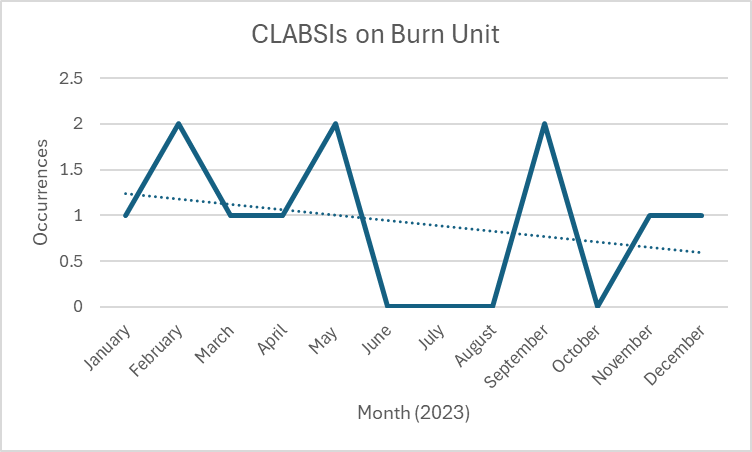 CLABSIs on Burn Unit
2.5
2
1.5
1
0.5
0
Occurrences
January
February
March
April
May
June
July
August
September
October
November
December
Month (2023)